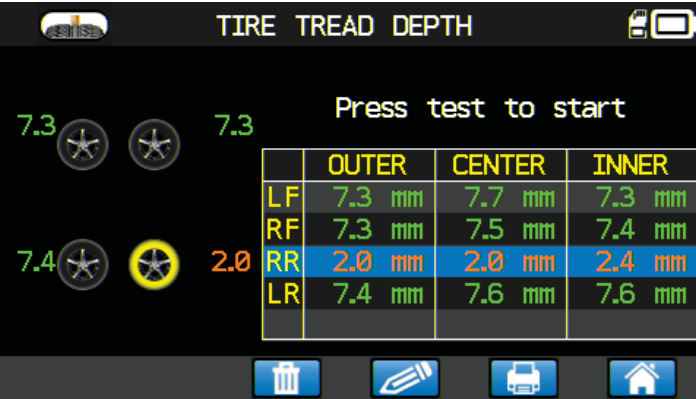 TIRE TREAD DEPTH
Press test to start
7.3 7.3
OUTER CENTER INNER
LF 7.3 mm 7.7 mm 7.3 mm
RF 7.3 mm 7.5 mm 7.4 mm
7.4 2.0
RR 2.0 mm 2.0 mm 2.4 mm
LR 7.4 mm 7.6 mm 7.6 mm